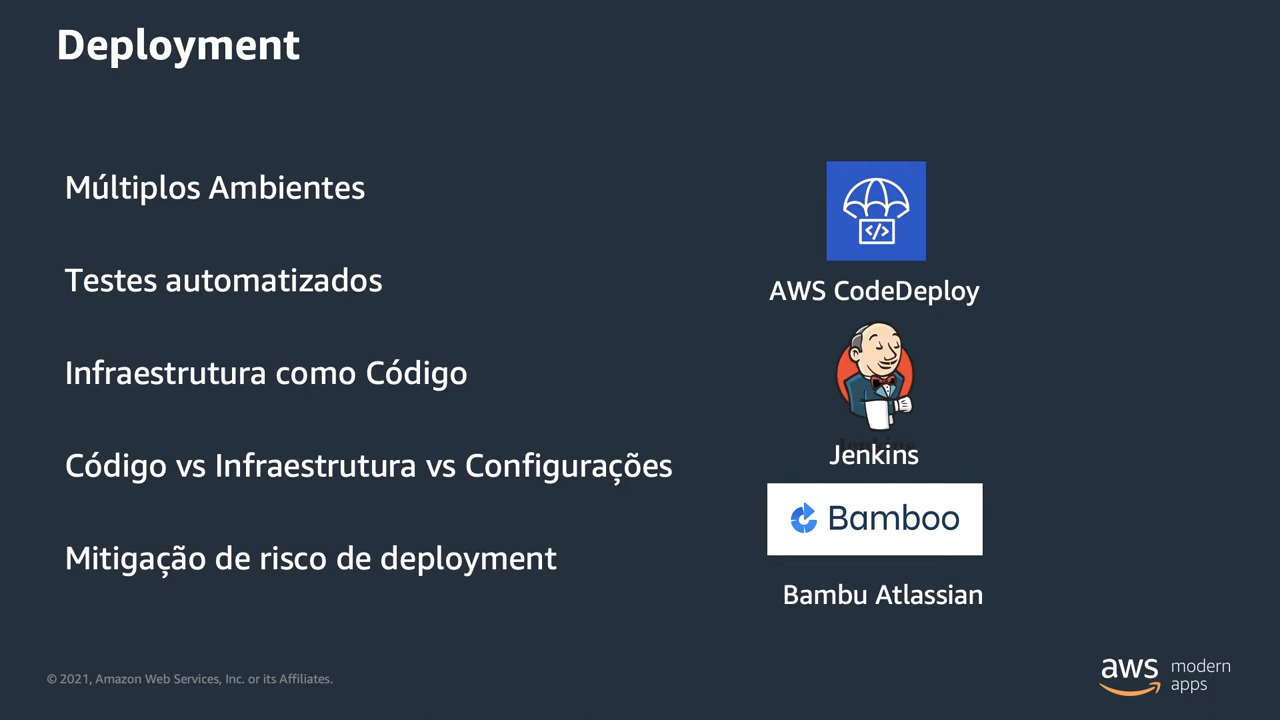 Deployment
Múltiplos Ambientes
Testes automatizados
Infraestrutura como Código
Código vs Infraestrutura vs Configurações
Mitigação de risco de deployment
</>
AWS CodeDeploy
Jenkins
Jenkins
Bamboo
Bambu Atlassian
© 2021, Amazon Web Services, Inc. or its Affiliates.
aws modern apps